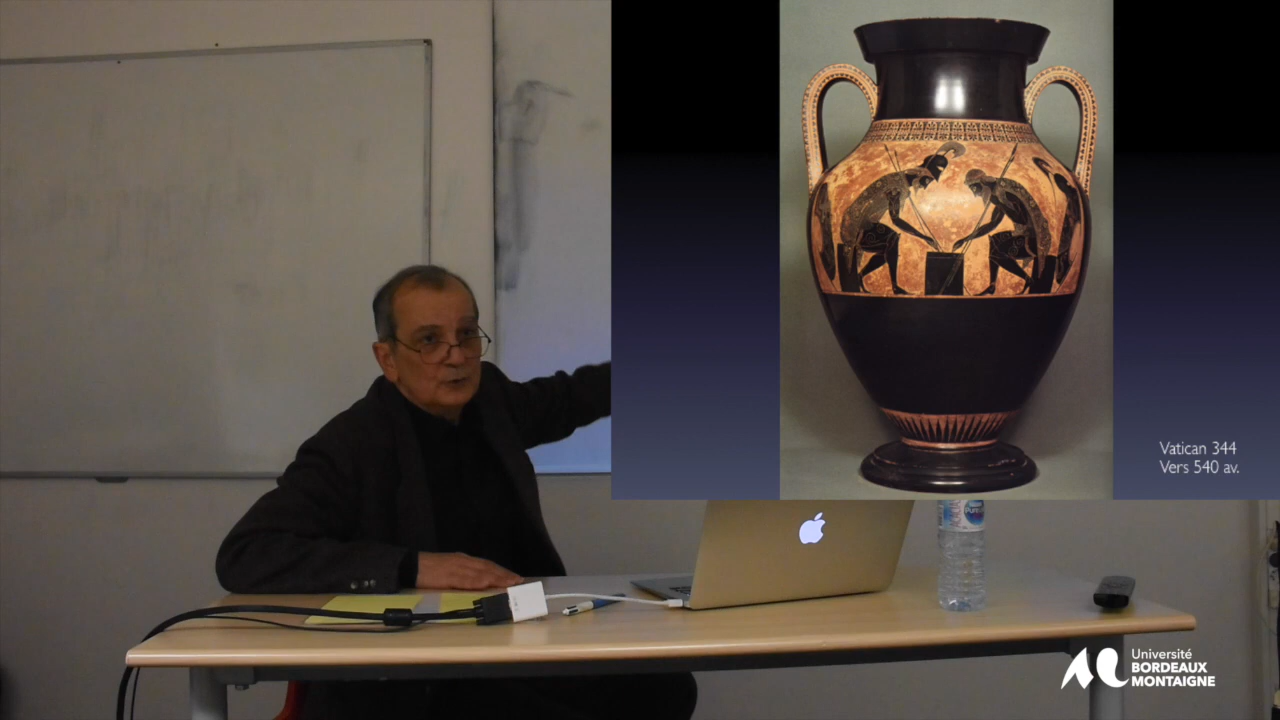 Vatican 344
Vers 540 av.
Université
BORDEAUX
MONTAIGNE